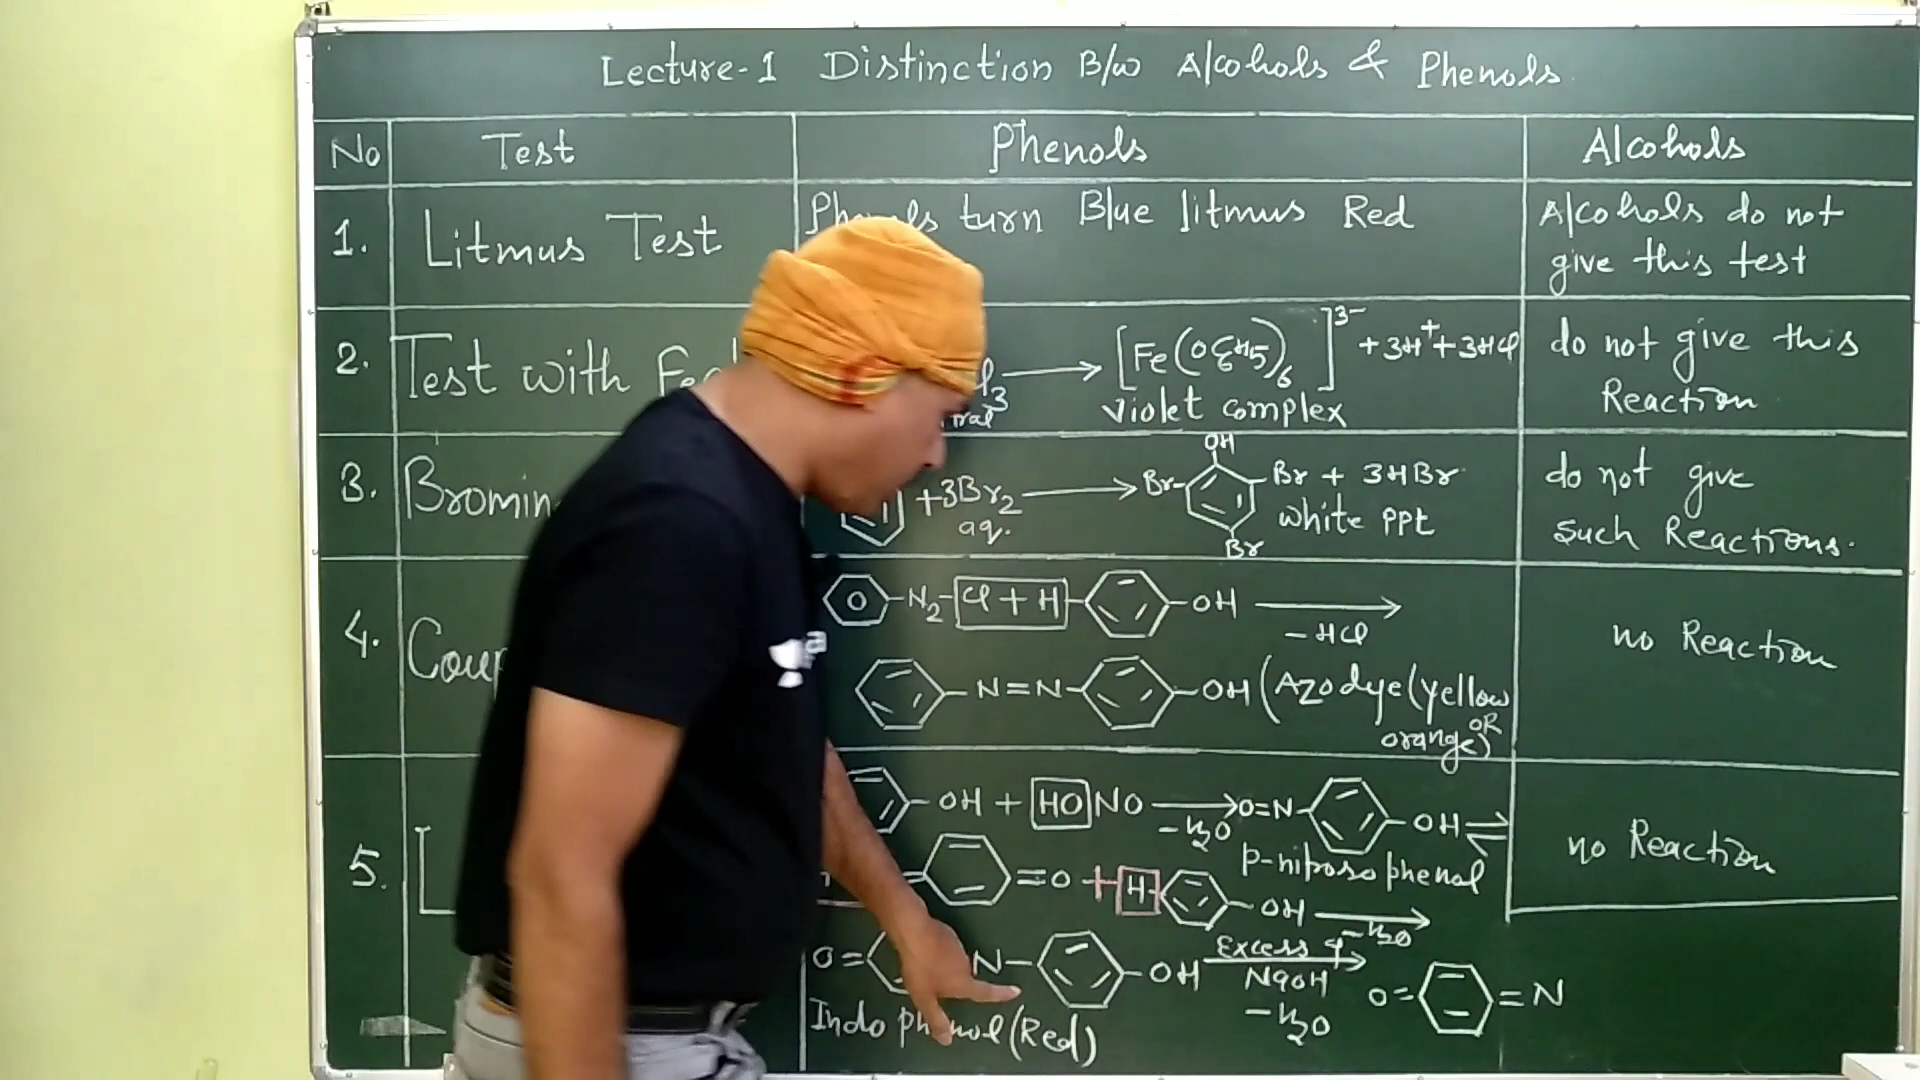 Lecture-1 Distinction B/w Alcohols & Phenols
No Test Phenols Alcohols
1. Litmus Test
turn Blue litmus Red
Alcohols do not
give this test
2. Test with
[Fe(OC6H5)6]3- + 3H+ + 3HCl
violet complex
do not give this
Reaction
3.
+3Br2
aq.
OH
Br Br + 3HBr
white ppt
Br
do not give
such Reactions.
4.
N2 Cl + H OH
-HCl
N=N OH (Azodye (yellow
OR
orange)
no Reaction
5.
OH + HO NO -H2O O=N OH
p-nitroso phenol
=O + H OH -H2O
no Reaction
O= N OH Excess of
NaOH
-H2O
O= =N
Indo (Red)